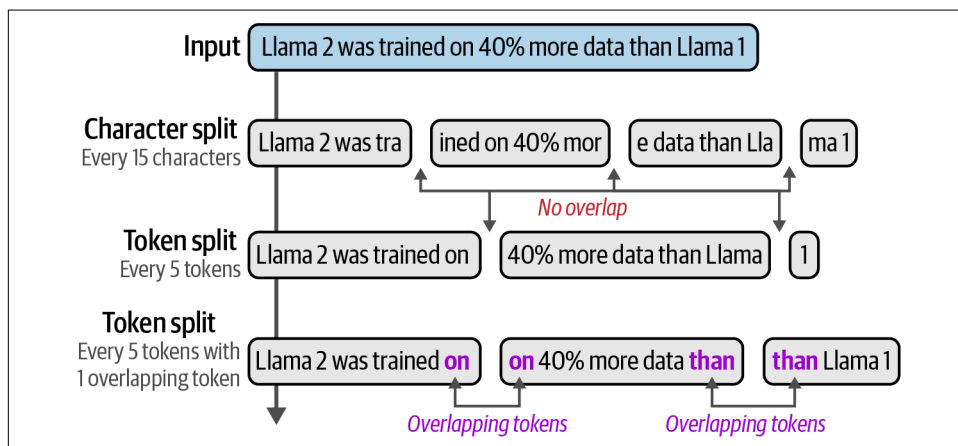 Input
Llama 2 was trained on 40% more data than Llama 1
Character split
Every 15 characters
Llama 2 was tra
ined on 40% mor
e data than Lla
ma 1
No overlap
Token split
Every 5 tokens
Llama 2 was trained on
40% more data than Llama
1
Token split
Every 5 tokens with
1 overlapping token
Llama 2 was trained on
on 40% more data than
than Llama 1
Overlapping tokens
Overlapping tokens